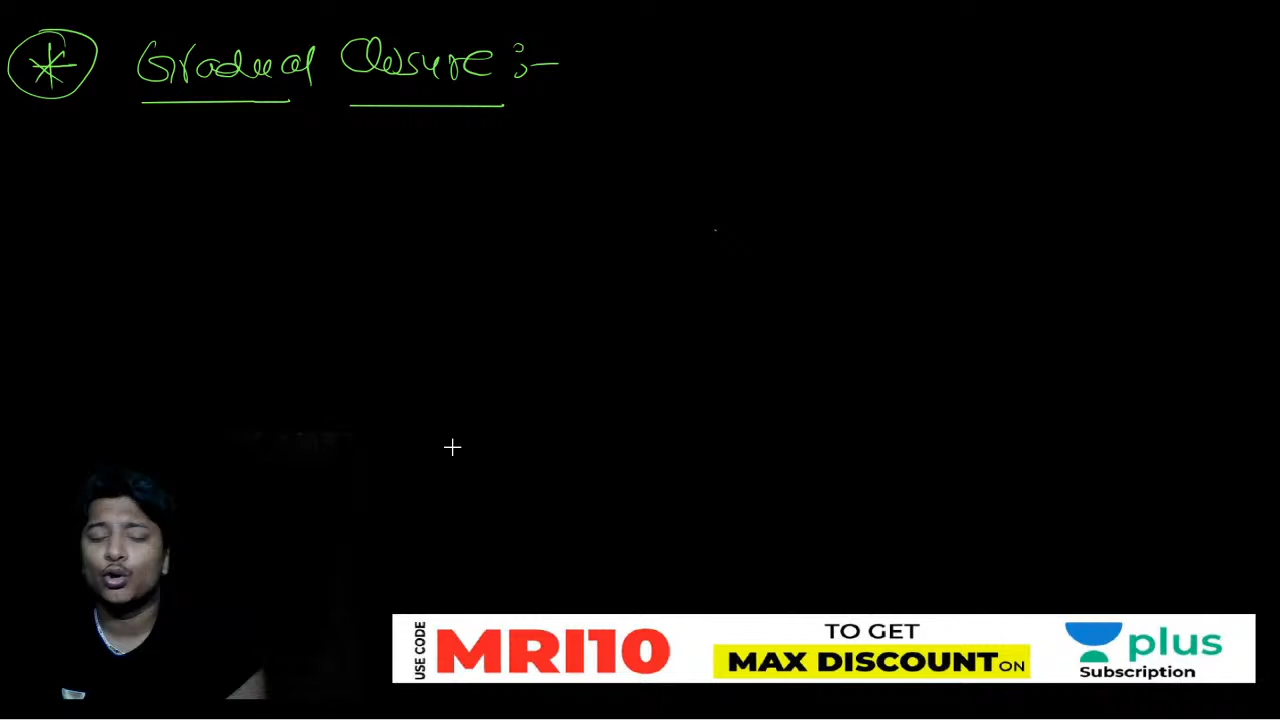 * Gradual Closure :-
USE CODE MRI10 TO GET MAX DISCOUNT ON plus Subscription